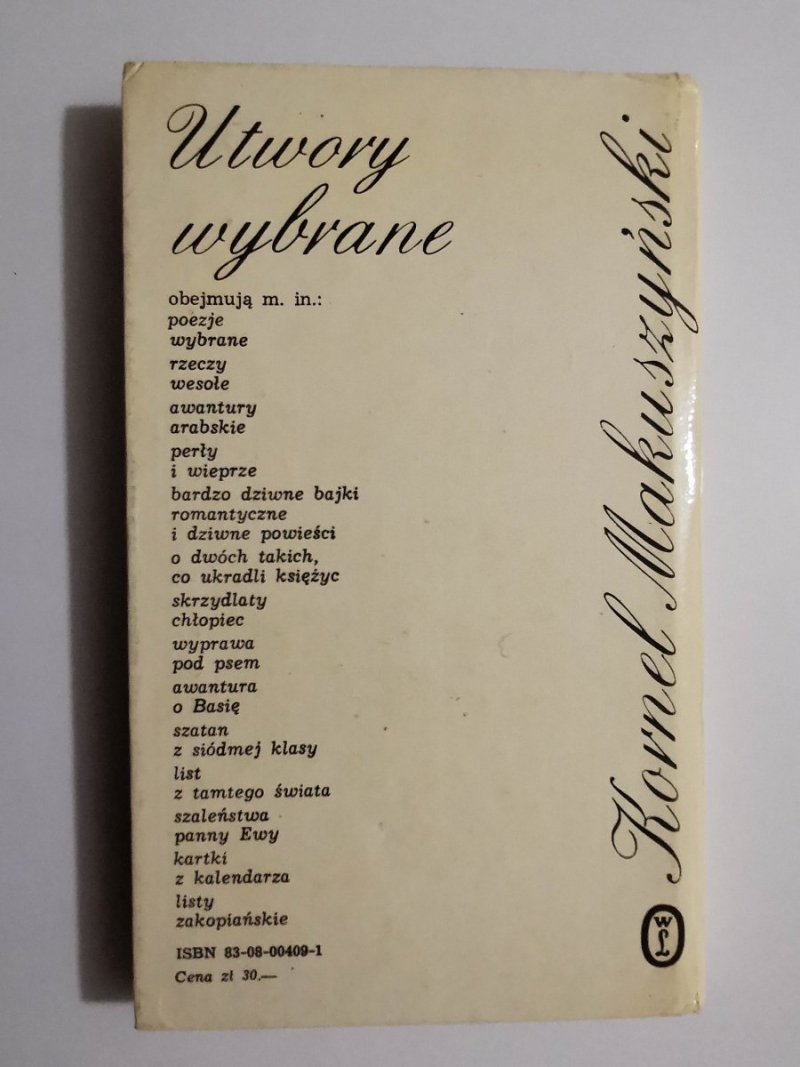 Utwory
wybrane
obejmują m. in.:
poezje
wybrane
rzeczy
wesołe
awantury
arabskie
perły
i wieprze
bardzo dziwne bajki
romantyczne
i dziwne powieści
o dwóch takich,
co ukradli księżyc
skrzydlaty
chłopiec
wyprawa
pod psem
awantura
o Basię
szatan
z siódmej klasy
list
z tamtego świata
szaleństwa
panny Ewy
kartki
z kalendarza
listy
zakopiańskie
ISBN 83-08-00409-1
Cena zł 30.—
Kornel Makuszyński
WL